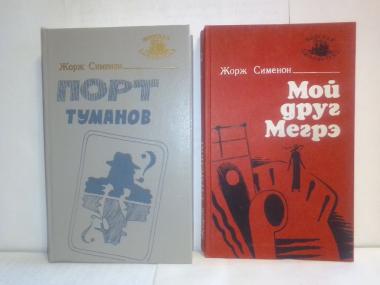 Жорж Сименон
ПОРТ
ТУМАНОВ
?
?
Жорж Сименон
Мой
друг
Мегрэ